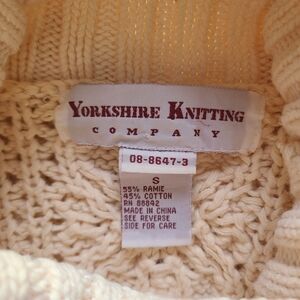 YORKSHIRE KNITTING
COMPANY
08-8647-3
S
55% RAMIE
45% COTTON
RN 88842
MADE IN CHINA
SEE REVERSE
SIDE FOR CARE